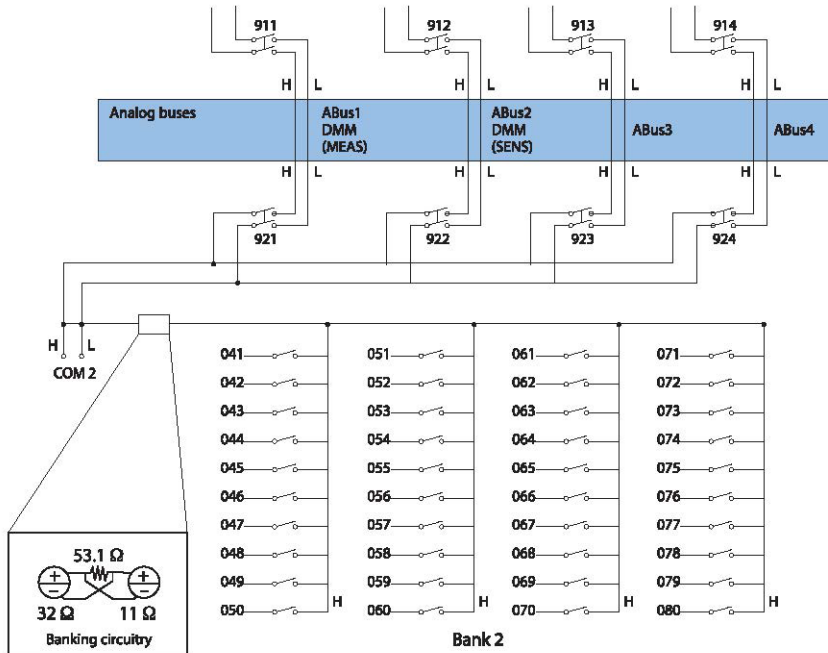 911 912 913 914
H L H L H L H L
Analog buses ABus1 ABus2 ABus3 ABus4
DMM DMM
(MEAS) (SENS)
H L H L H L H L
921 922 923 924
H L
COM 2
041 051 061 071
042 052 062 072
043 053 063 073
044 054 064 074
045 055 065 075
046 056 066 076
047 057 067 077
048 058 068 078
049 059 069 079
H H H H
050 060 070 080
53.1 Ω
32 Ω 11 Ω
Banking circuitry
Bank 2